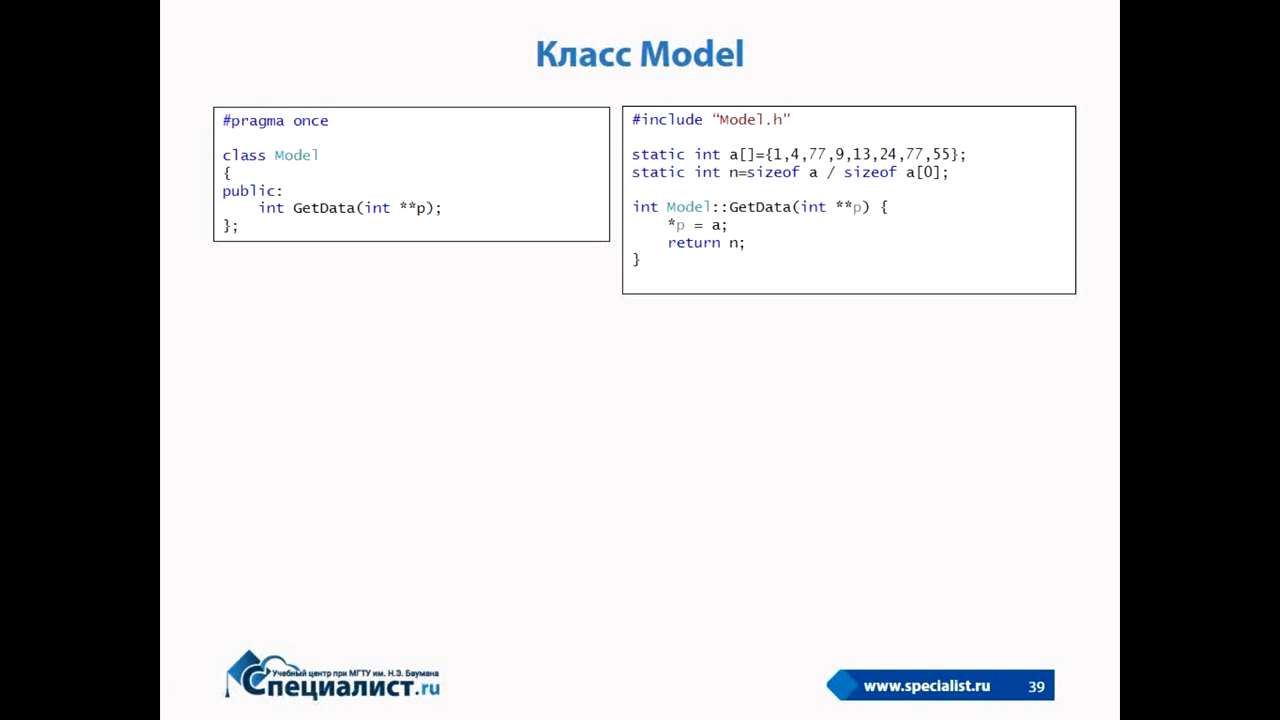 Класс Model
#pragma once
class Model
{
public:
    int GetData(int **p);
};
#include “Model.h"
static int a[]={1,4,77,9,13,24,77,55};
static int n=sizeof a / sizeof a[0];
int Model::GetData(int **p) {
    *p = a;
    return n;
}
Учебный центр при МГТУ им. Н.Э. Баумана
Специалист.ru
www.specialist.ru 39